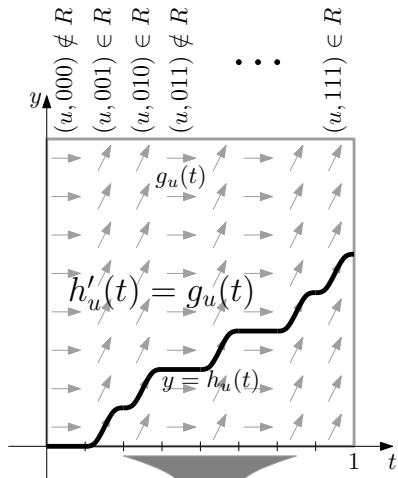 (u, 000) ∉ R
(u, 001) ∈ R
(u, 010) ∈ R
(u, 011) ∉ R
• • •
(u, 111) ∈ R
y
g_u(t)
h'_u(t) = g_u(t)
y = h_u(t)
1
t